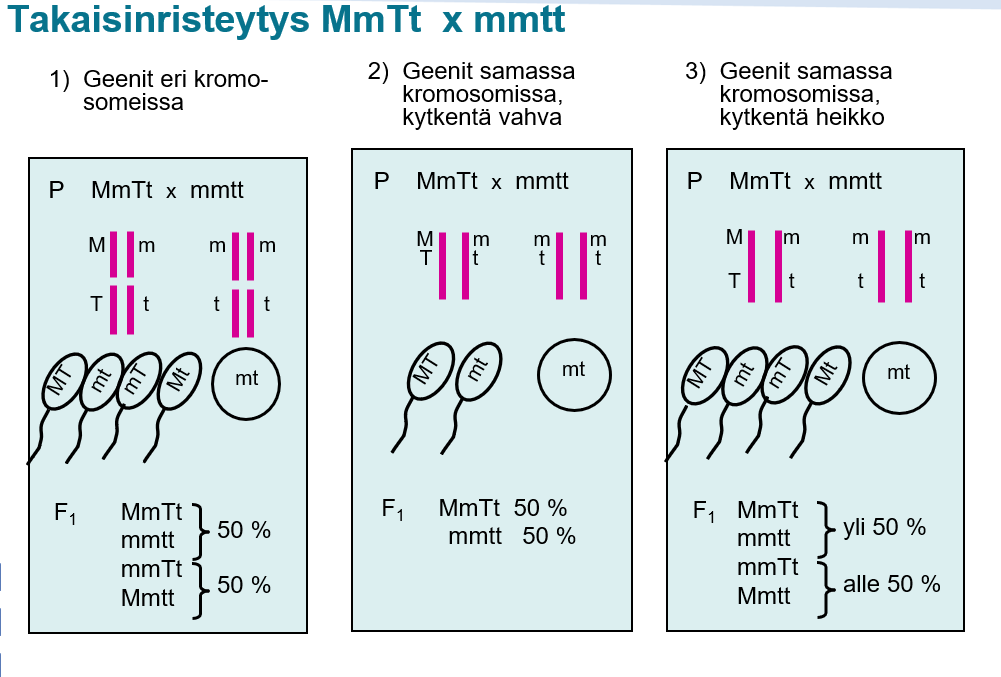 Takaisinristeytys MmTt x mmtt
1) Geenit eri kromo-
someissa
P MmTt x mmtt
M m m m
T t t t
MT mt mT Mt mt
F1 MmTt
mmtt
50 %
mmTt
Mmtt
50 %
2) Geenit samassa
kromosomissa,
kytkentä vahva
P MmTt x mmtt
M m m m
T t t t
MT mt mt
F1 MmTt 50 %
mmtt 50 %
3) Geenit samassa
kromosomissa,
kytkentä heikko
P MmTt x mmtt
M m m m
T t t t
MT mt mT Mt mt
F1 MmTt
mmtt
yli 50 %
mmTt
Mmtt
alle 50 %